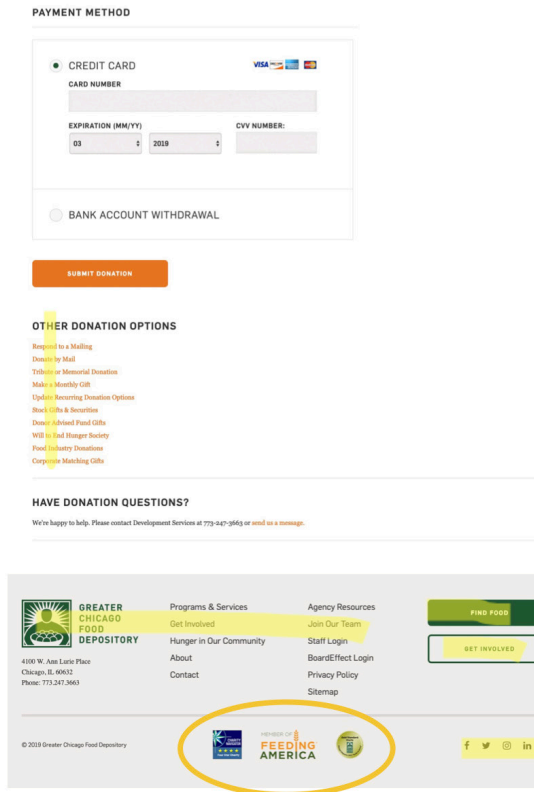 PAYMENT METHOD
CREDIT CARD
VISA
CARD NUMBER
EXPIRATION (MM/YY)
CVV NUMBER:
03
2019
BANK ACCOUNT WITHDRAWAL
SUBMIT DONATION
OTHER DONATION OPTIONS
Respond to a Mailing
Donate by Mail
Tribute or Memorial Donation
Make a Monthly Gift
Update Recurring Donation Options
Stock Gifts & Securities
Donor Advised Fund Gifts
Will to End Hunger Society
Food Industry Donations
Corporate Matching Gifts
HAVE DONATION QUESTIONS?
We're happy to help. Please contact Development Services at 773-247-3663 or send us a message.
GREATER
CHICAGO
FOOD
DEPOSITORY
4100 W. Ann Lurie Place
Chicago, IL 60632
Phone: 773.247.3663
Programs & Services
Get Involved
Hunger in Our Community
About
Contact
Agency Resources
Join Our Team
Staff Login
BoardEffect Login
Privacy Policy
Sitemap
FIND FOOD
GET INVOLVED
© 2019 Greater Chicago Food Depository
MEMBER OF
FEEDING
AMERICA